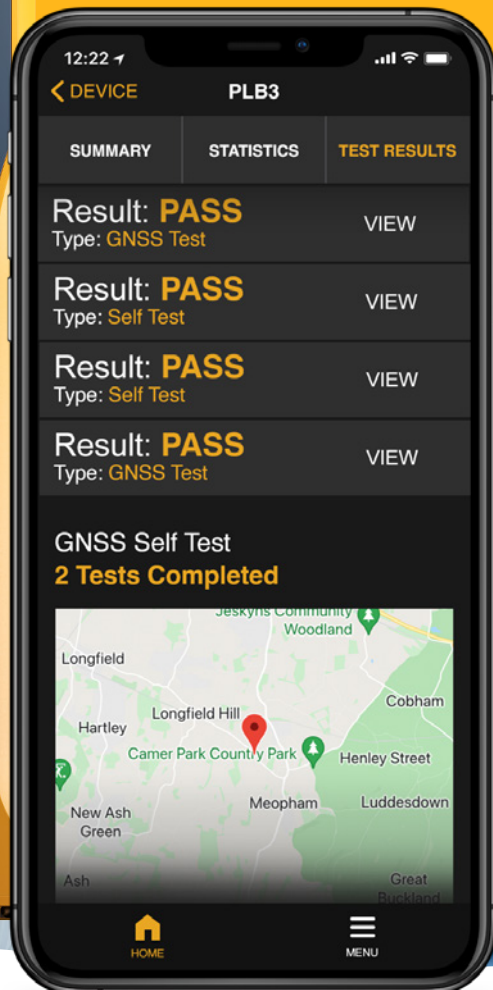 12:22
DEVICE
PLB3
SUMMARY
STATISTICS
TEST RESULTS
Result: PASS
Type: GNSS Test
VIEW
Result: PASS
Type: Self Test
VIEW
Result: PASS
Type: Self Test
VIEW
Result: PASS
Type: GNSS Test
VIEW
GNSS Self Test
2 Tests Completed
Jeskyns Community
Woodland
Longfield
Cobham
Longfield Hill
Hartley
Camer Park Country Park
Henley Street
New Ash
Green
Meopham
Luddesdown
Ash
Great
Buckland
HOME
MENU